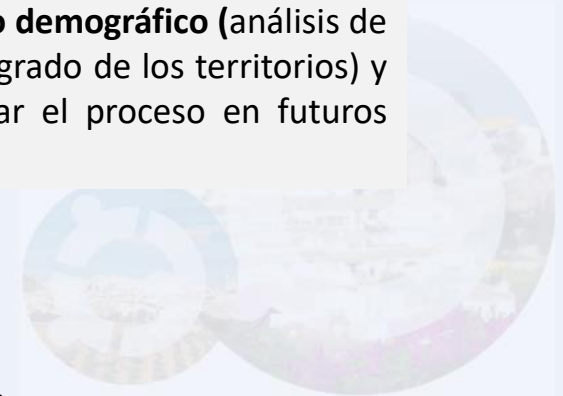 o demográfico (análisis de
grado de los territorios) y
ar el proceso en futuros